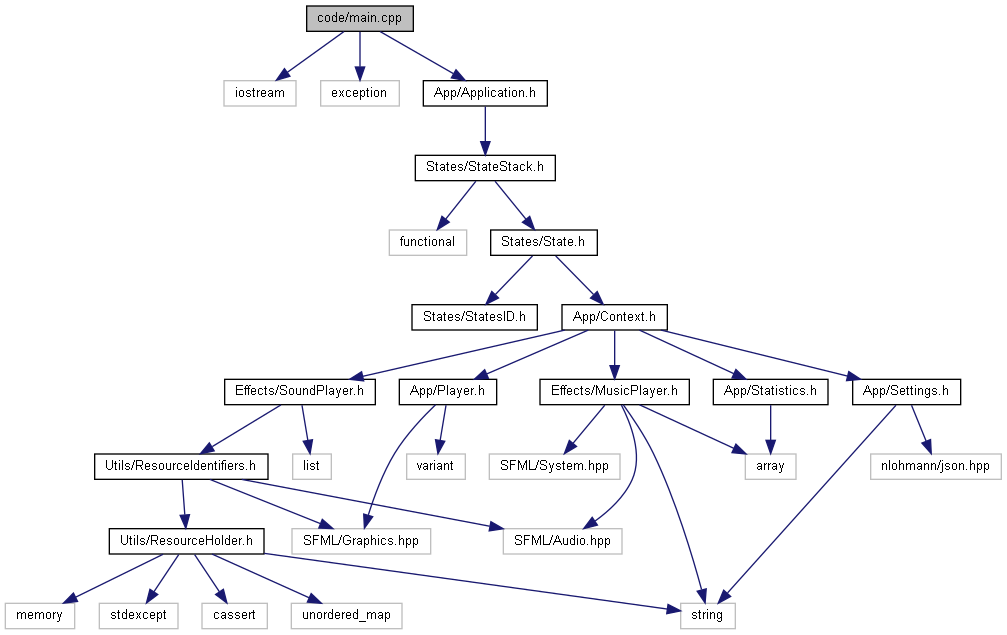 code/main.cpp
iostream
exception
App/Application.h
States/StateStack.h
functional
States/State.h
States/StatesID.h
App/Context.h
Effects/SoundPlayer.h
App/Player.h
Effects/MusicPlayer.h
App/Statistics.h
App/Settings.h
Utils/ResourceIdentifiers.h
list
variant
SFML/System.hpp
array
nlohmann/json.hpp
Utils/ResourceHolder.h
SFML/Graphics.hpp
SFML/Audio.hpp
memory
stdexcept
cassert
unordered_map
string